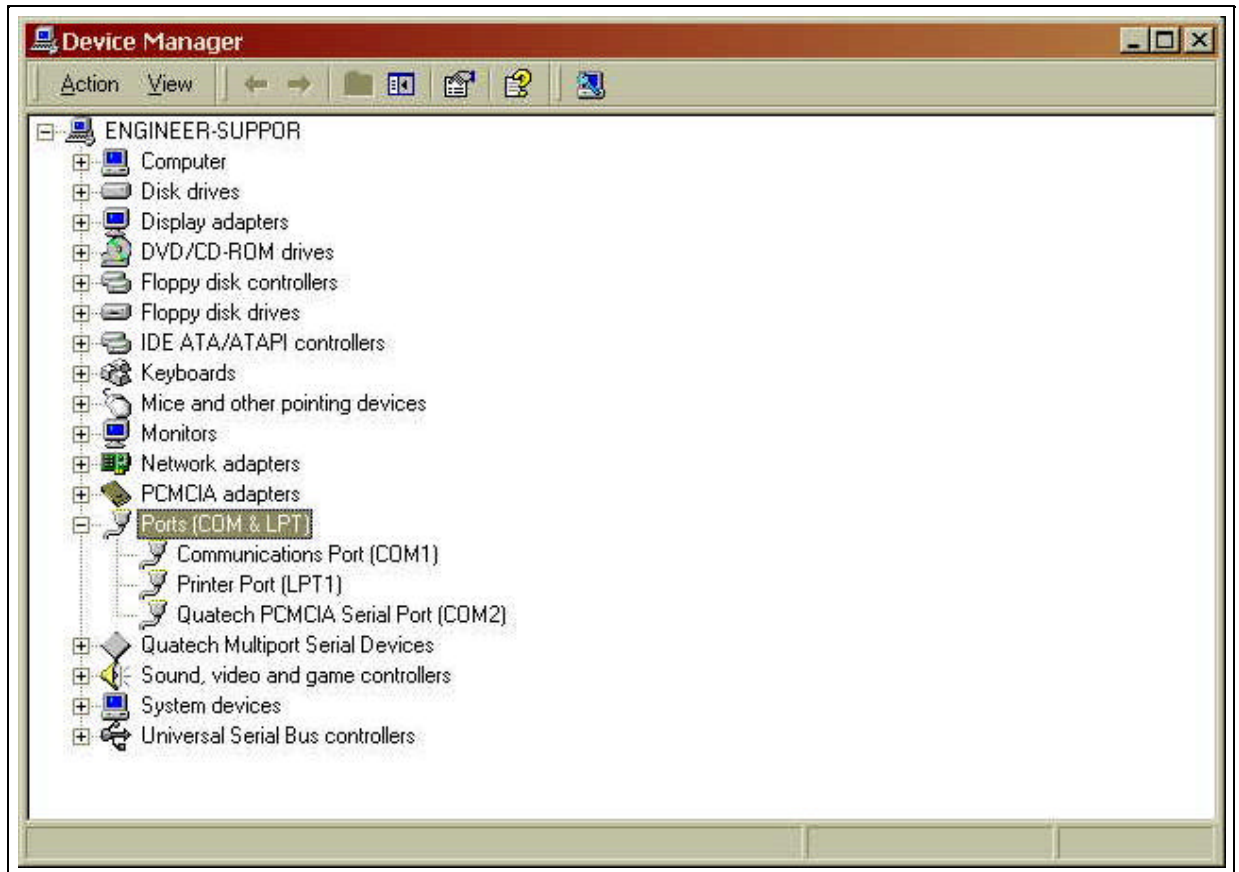 Device Manager
Action View
ENGINEER-SUPPOR
Computer
Disk drives
Display adapters
DVD/CD-ROM drives
Floppy disk controllers
Floppy disk drives
IDE ATA/ATAPI controllers
Keyboards
Mice and other pointing devices
Monitors
Network adapters
PCMCIA adapters
Ports (COM & LPT)
Communications Port (COM1)
Printer Port (LPT1)
Quatech PCMCIA Serial Port (COM2)
Quatech Multiport Serial Devices
Sound, video and game controllers
System devices
Universal Serial Bus controllers